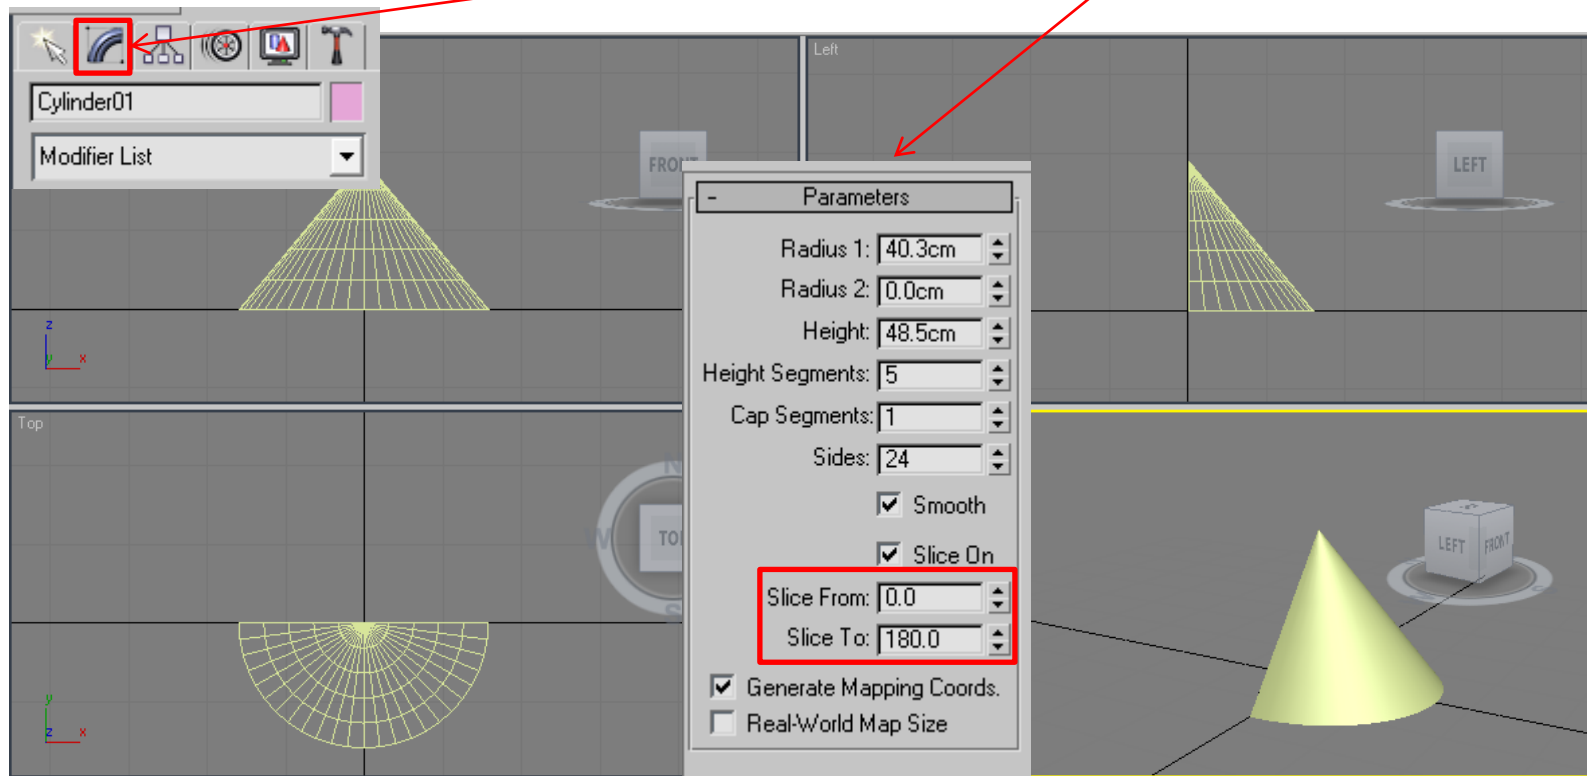 Cylinder01
Modifier List
Left
LEFT
Parameters
Radius 1: 40.3cm
Radius 2: 0.0cm
Height: 48.5cm
Height Segments: 5
Cap Segments: 1
Sides: 24
Smooth
Slice On
Slice From: 0.0
Slice To: 180.0
Generate Mapping Coords.
Real-World Map Size
z
y x
Top
N
W
S
y
z x
LEFT FRONT